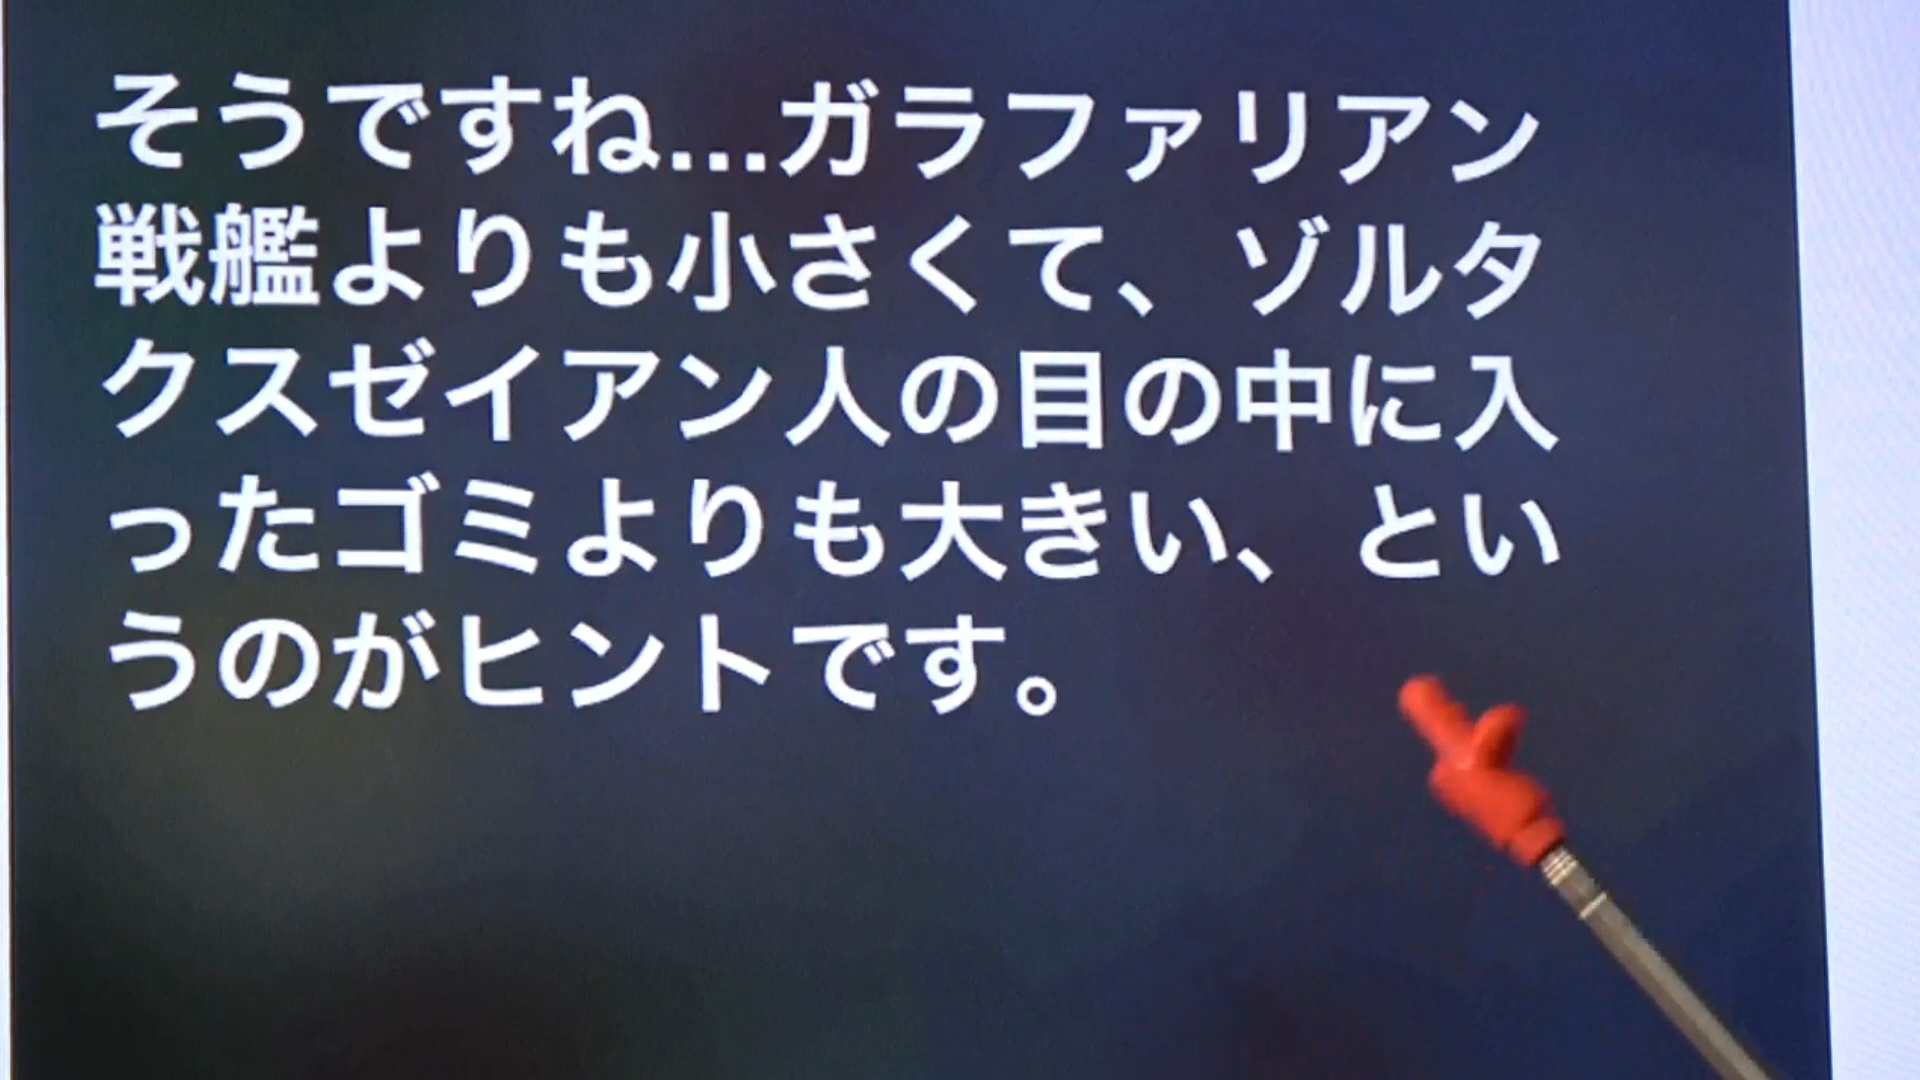 そうですね…ガラファリアン
戦艦よりも小さくて、ゾルタ
クスゼイアン人の目の中に入
ったゴミよりも大きい、とい
うのがヒントです。